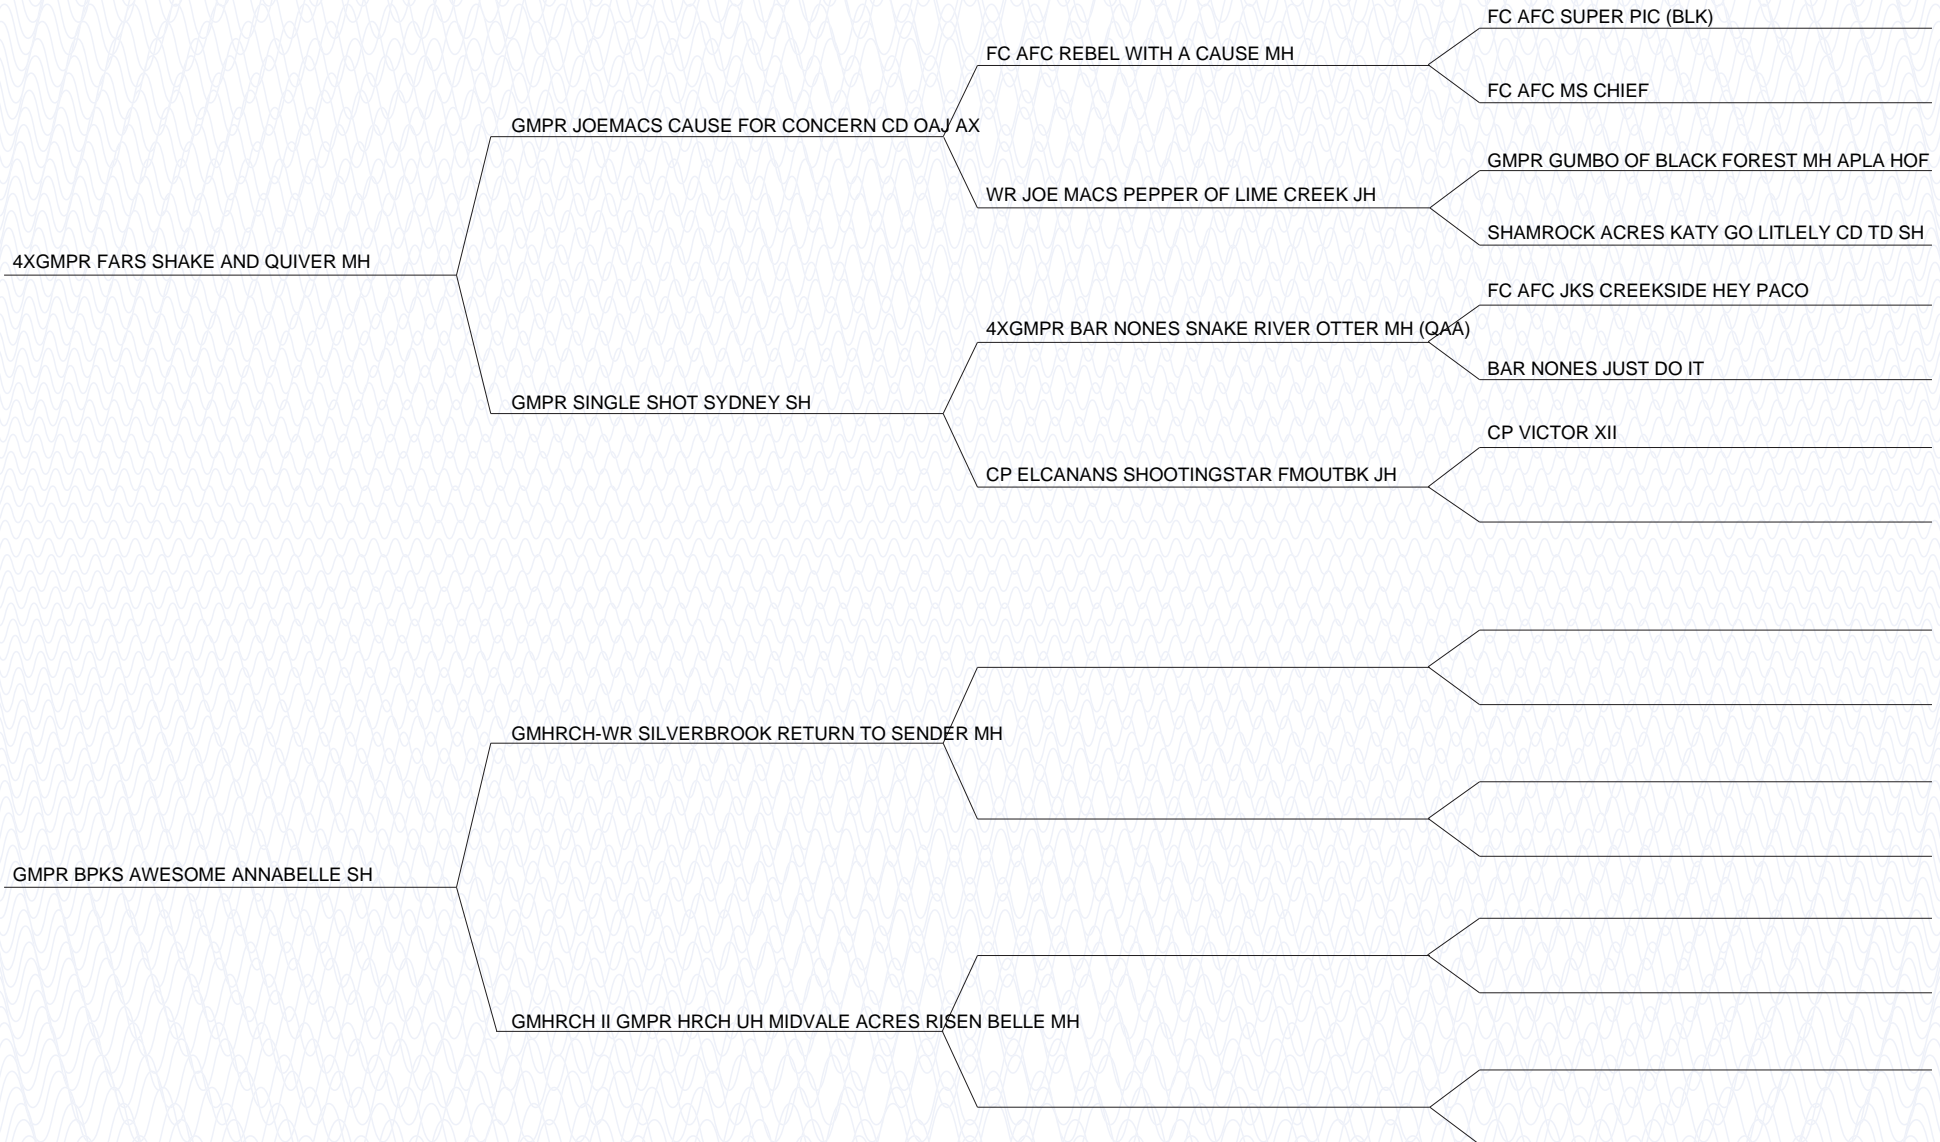 FC AFC SUPER PIC (BLK)
FC AFC REBEL WITH A CAUSE MH
FC AFC MS CHIEF
GMPR JOEMACS CAUSE FOR CONCERN CD OAJ AX
GMPR GUMBO OF BLACK FOREST MH APLA HOF
WR JOE MACS PEPPER OF LIME CREEK JH
SHAMROCK ACRES KATY GO LITLELY CD TD SH
4XGMPR FARS SHAKE AND QUIVER MH
FC AFC JKS CREEKSIDE HEY PACO
4XGMPR BAR NONES SNAKE RIVER OTTER MH (QAA)
BAR NONES JUST DO IT
GMPR SINGLE SHOT SYDNEY SH
CP VICTOR XII
CP ELCANANS SHOOTINGSTAR FMOUTBK JH
GMHRCH-WR SILVERBROOK RETURN TO SENDER MH
GMPR BPKS AWESOME ANNABELLE SH
GMHRCH II GMPR HRCH UH MIDVALE ACRES RISEN BELLE MH